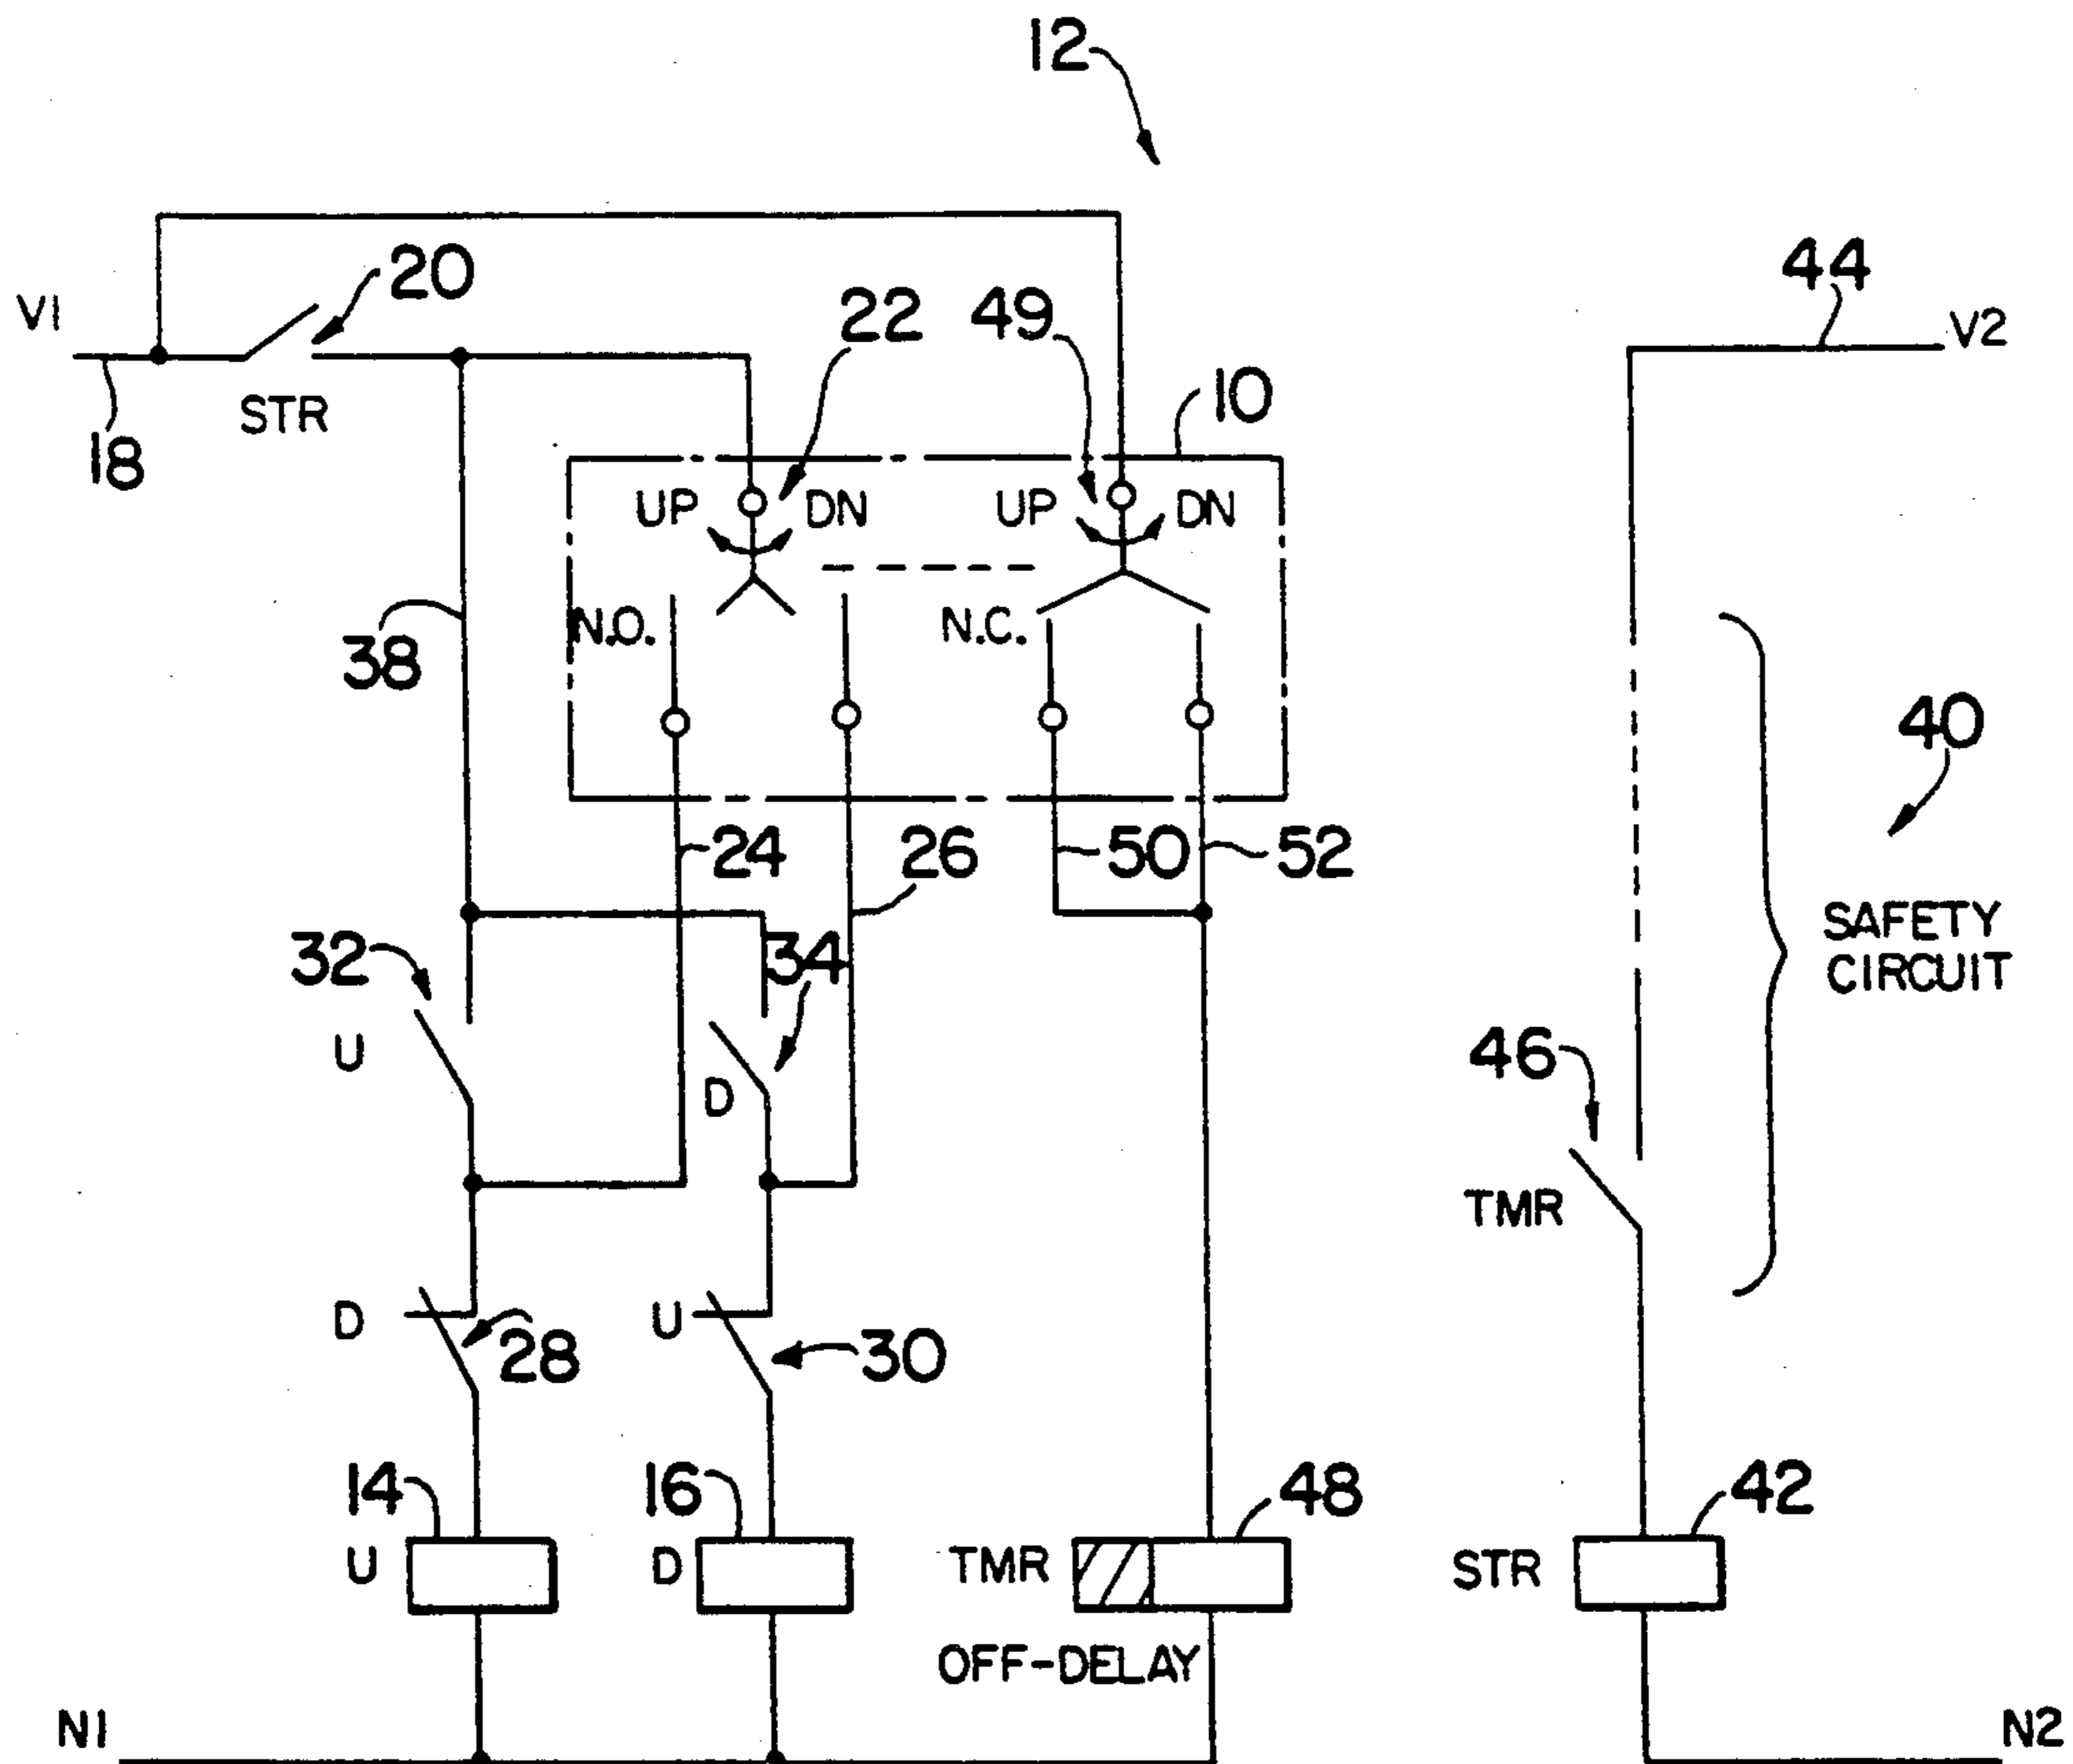 12
20
44
V1
22
49
V2
10
STR
18
UP
DN
UP
DN
N.O.
N.C.
38
40
24
26
50
52
SAFETY
CIRCUIT
32
34
46
U
D
TMR
D
28
U
30
14
16
48
42
U
D
TMR
STR
OFF-DELAY
N1
N2